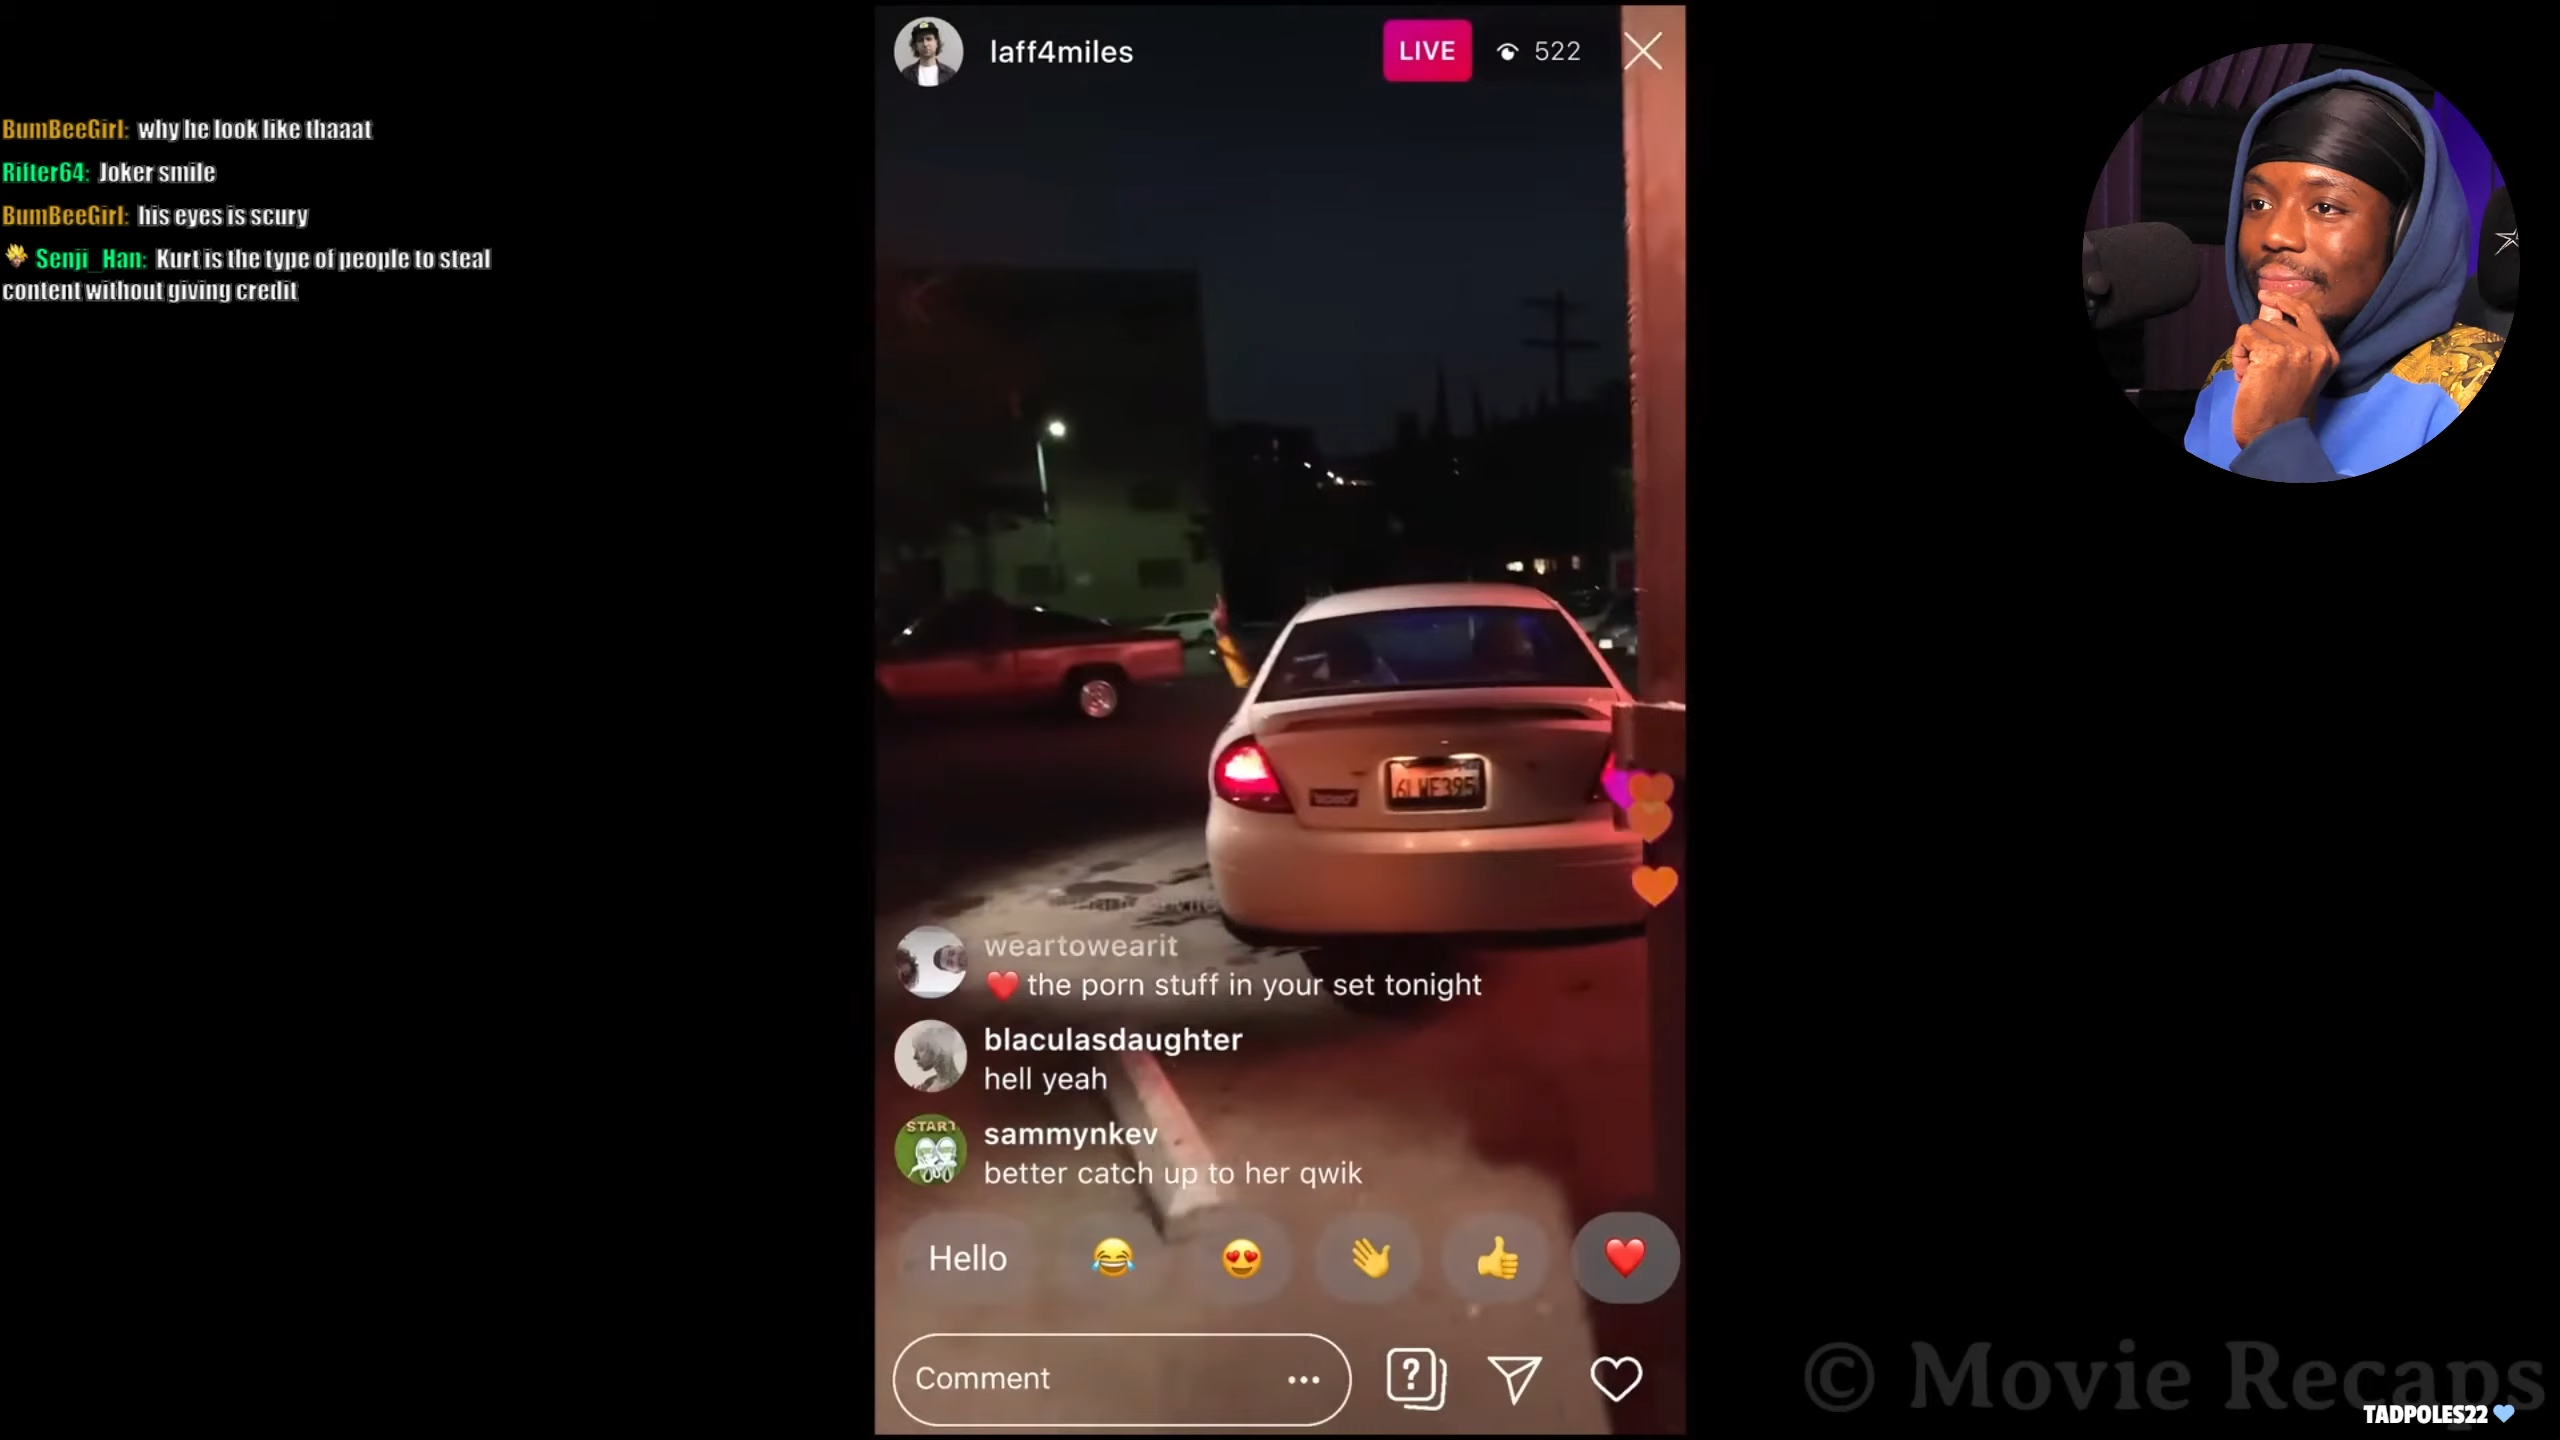 laff4miles
LIVE
522
BumBeeGirl: why he look like thaaat
Rifter64: Joker smile
BumBeeGirl: his eyes is scury
Senji_Han: Kurt is the type of people to steal
content without giving credit
weartowearit
❤️ the porn stuff in your set tonight
blaculasdaughter
hell yeah
START
sammynkev
better catch up to her qwik
Hello
Comment
© Movie Recaps
TADPOLES22